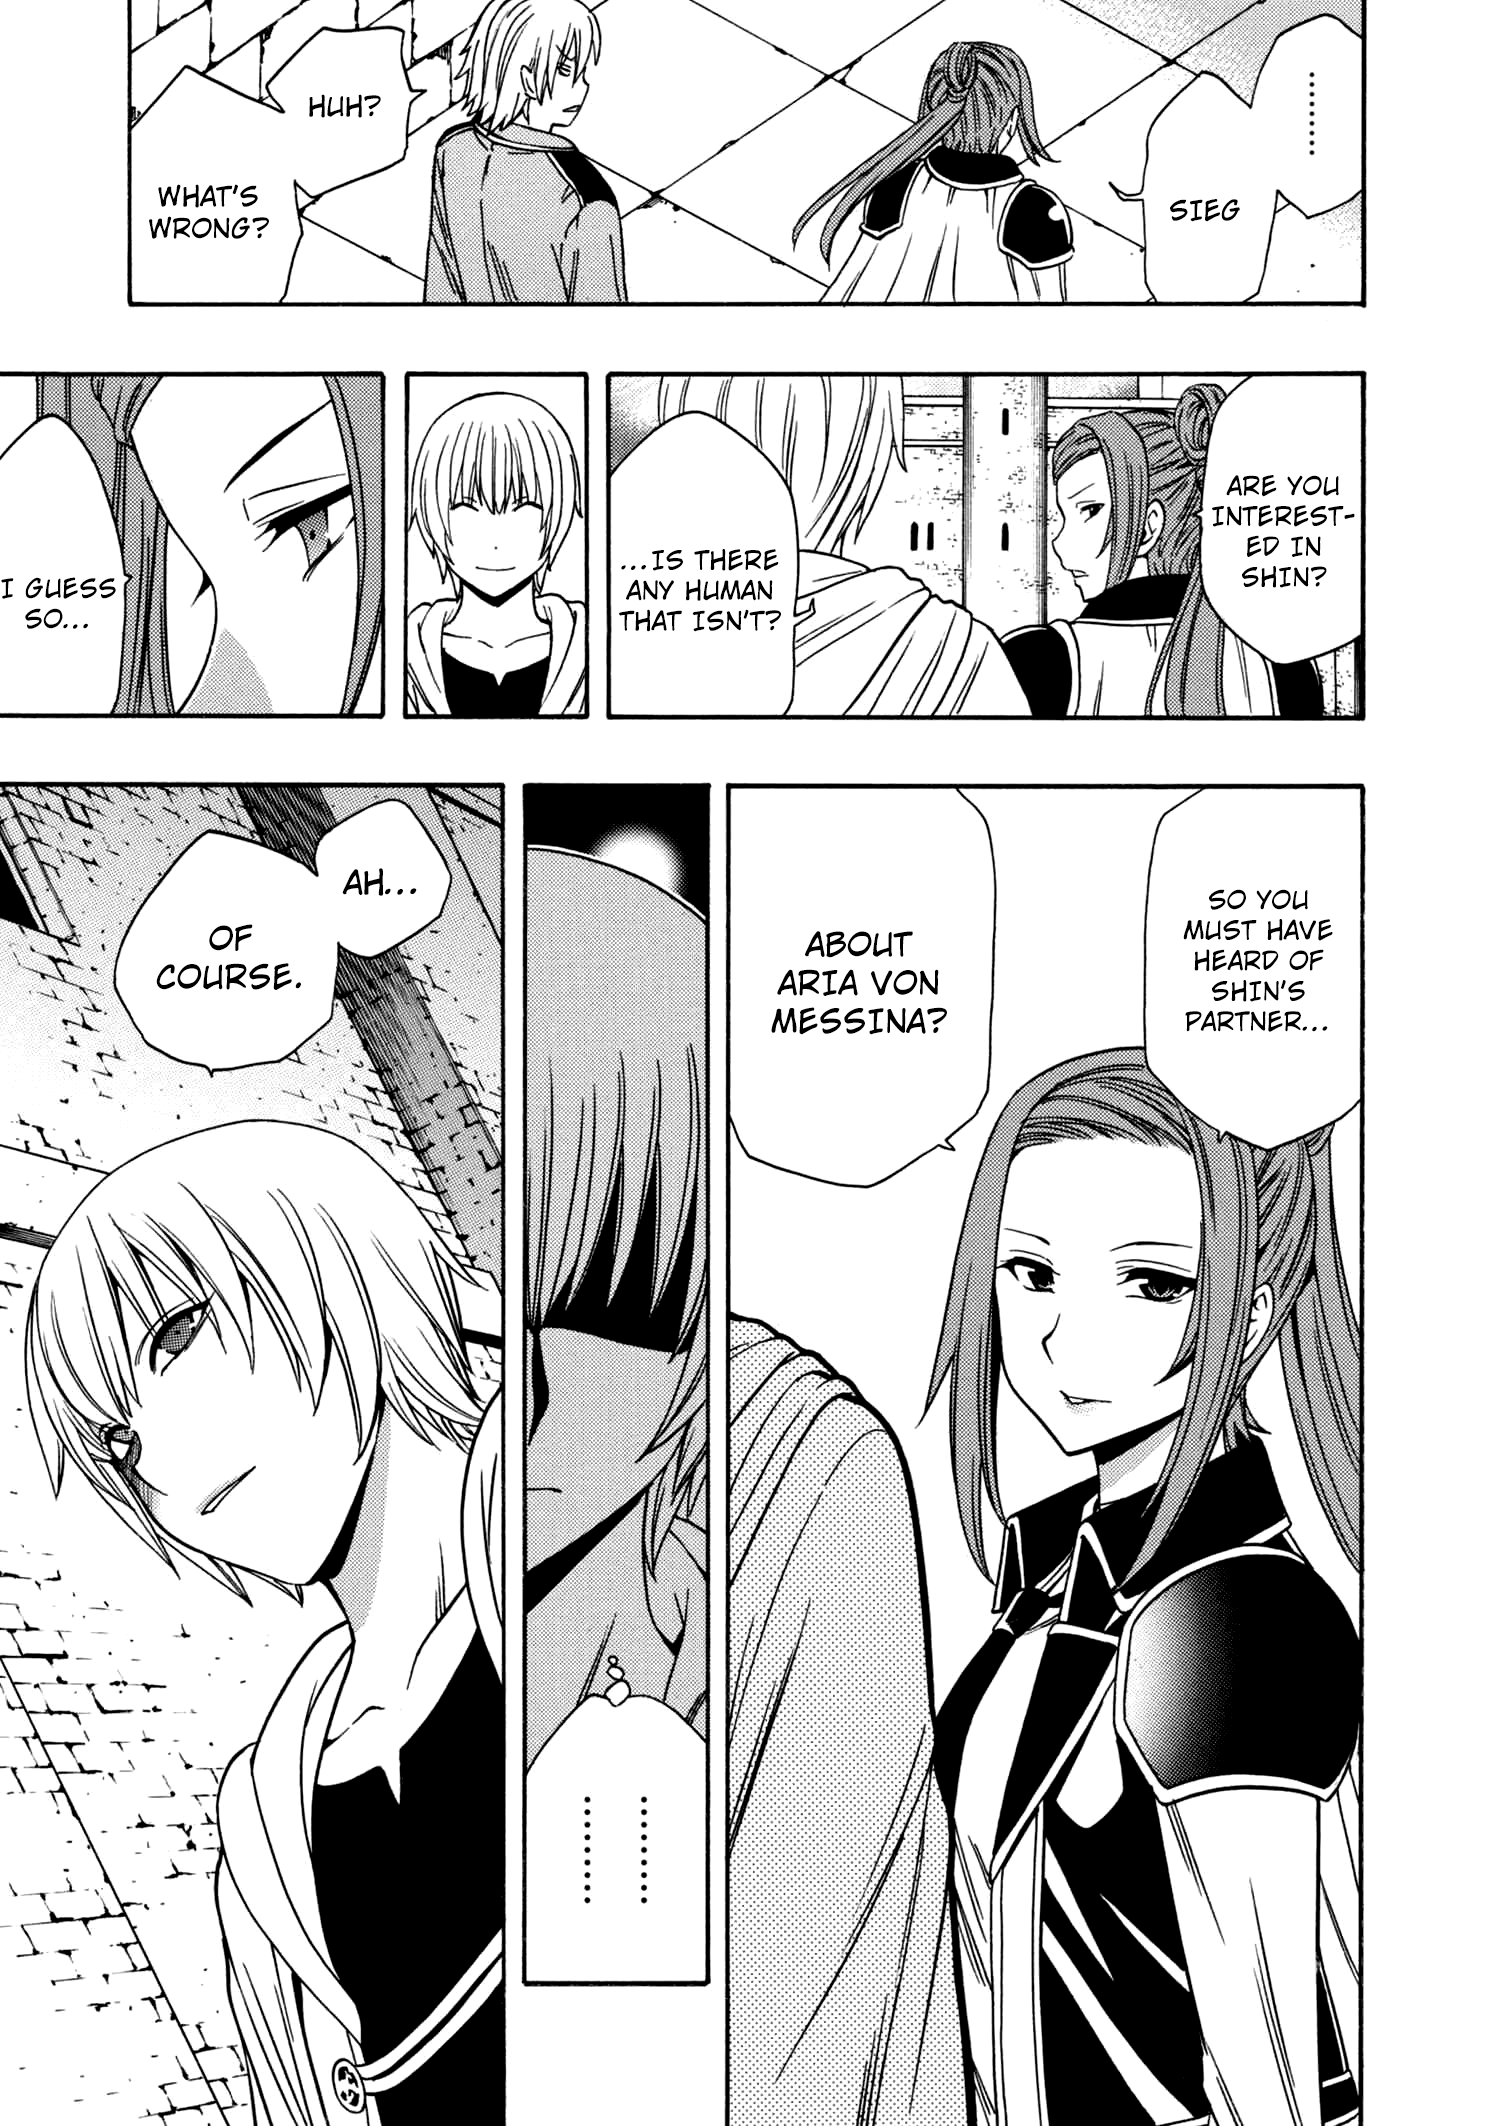 ........
SIEG
HUH?
WHAT'S
WRONG?
ARE YOU
INTEREST-
ED IN
SHIN?
...IS THERE
ANY HUMAN
THAT ISN'T?
I GUESS
SO...
SO YOU
MUST HAVE
HEARD OF
SHIN'S
PARTNER...
ABOUT
ARIA VON
MESSINA?
........
........
AH...
OF
COURSE.